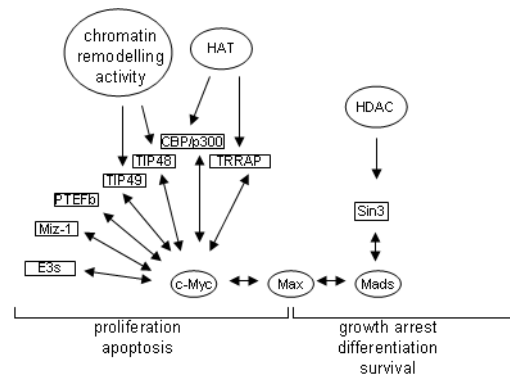 chromatin
remodelling
activity
HAT
HDAC
CBP/p300
TIP48
TRRAP
TIP49
PTEFb
Sin3
Miz-1
E3s
c-Myc
Max
Mads
proliferation
apoptosis
growth arrest
differentiation
survival